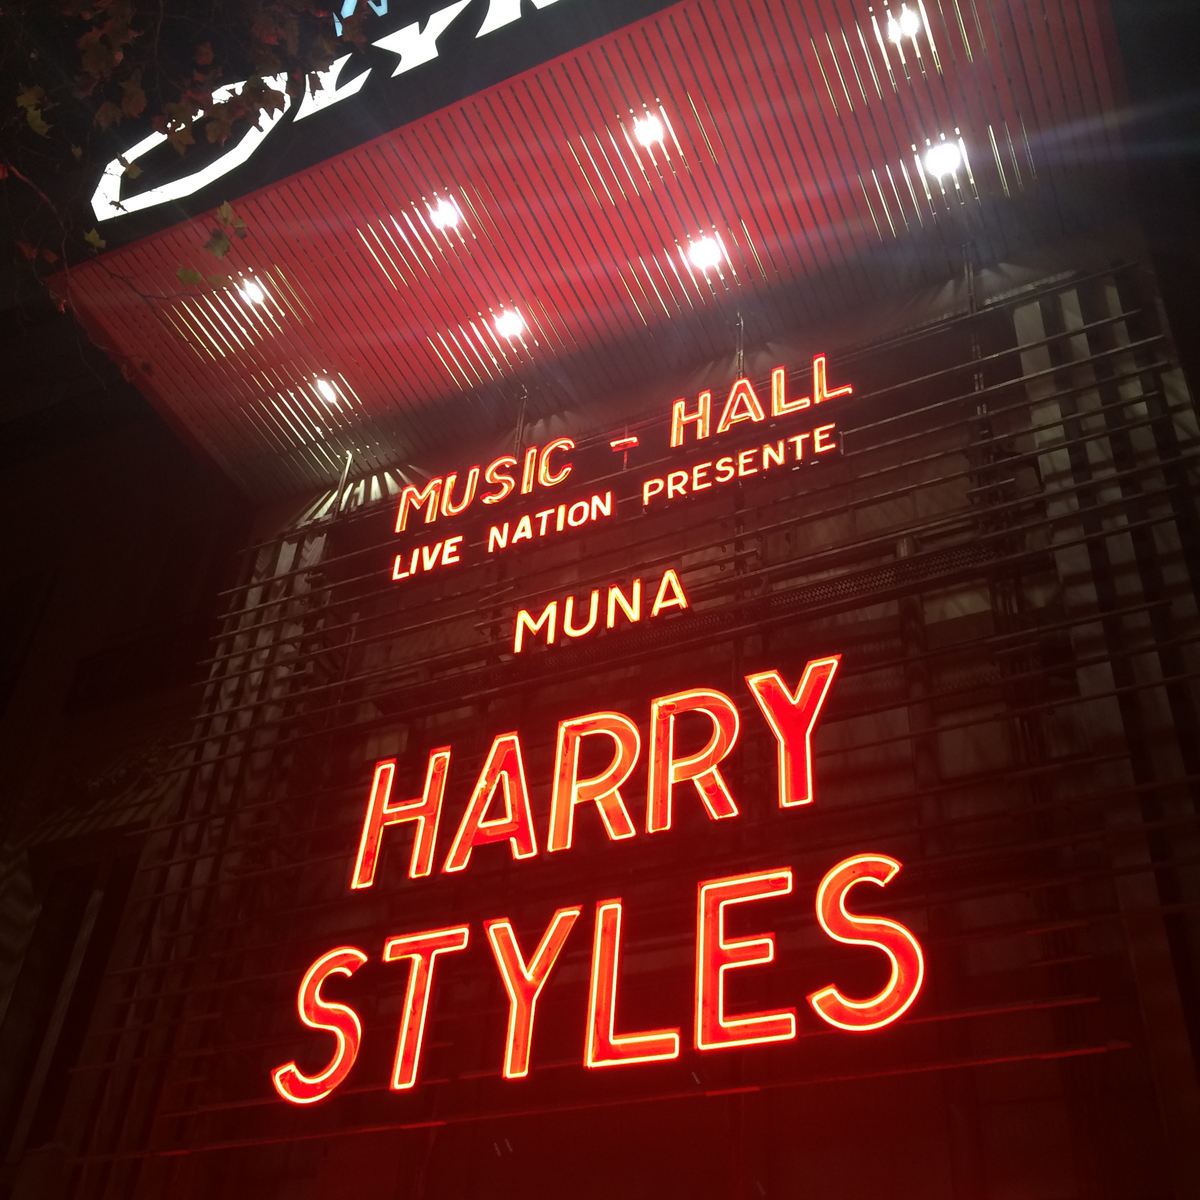 MUSIC - HALL
LIVE NATION PRESENTE
MUNA
HARRY
STYLES